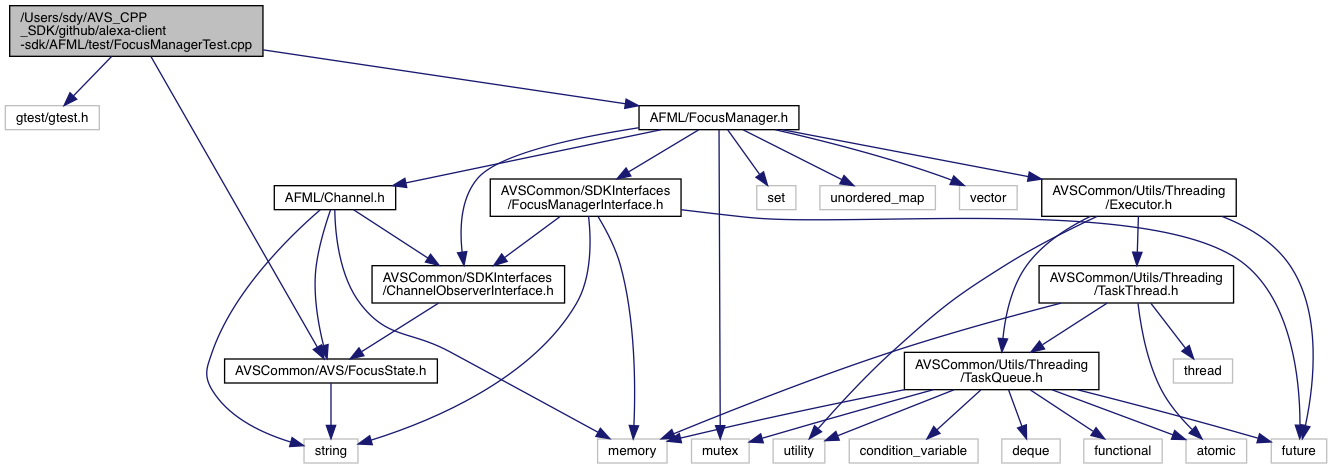 /Users/sdy/AVS_CPP
_SDK/github/alexa-client
-sdk/AFML/test/FocusManagerTest.cpp
gtest/gtest.h
AFML/FocusManager.h
AFML/Channel.h
AVSCommon/SDKInterfaces
/FocusManagerInterface.h
set
unordered_map
vector
AVSCommon/Utils/Threading
/Executor.h
AVSCommon/SDKInterfaces
/ChannelObserverInterface.h
AVSCommon/Utils/Threading
/TaskThread.h
AVSCommon/AVS/FocusState.h
AVSCommon/Utils/Threading
/TaskQueue.h
thread
string
memory
mutex
utility
condition_variable
deque
functional
atomic
future